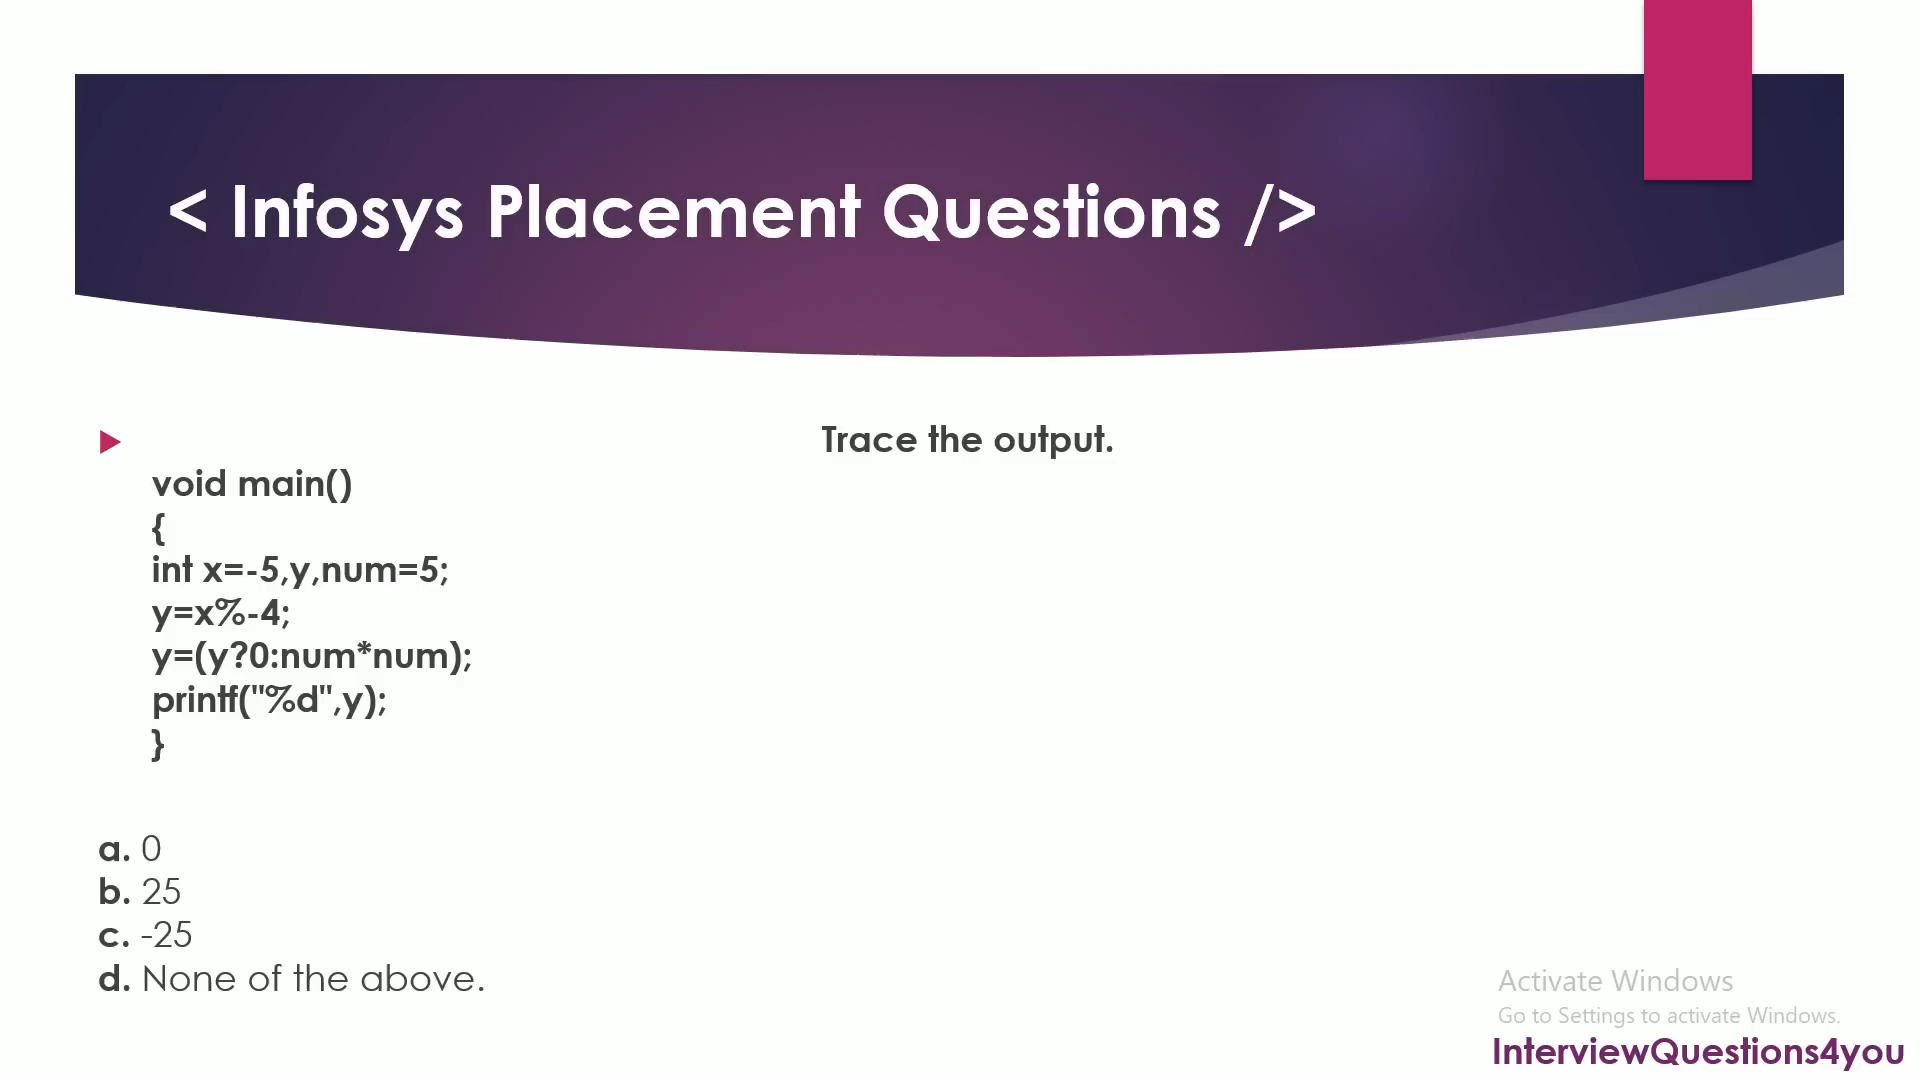 < Infosys Placement Questions />
Trace the output.
void main()
{
int x=-5,y,num=5;
y=x%-4;
y=(y?0:num*num);
printf("%d",y);
}
a. 0
b. 25
c. -25
d. None of the above.
Activate Windows
Go to Settings to activate Windows.
InterviewQuestions4you